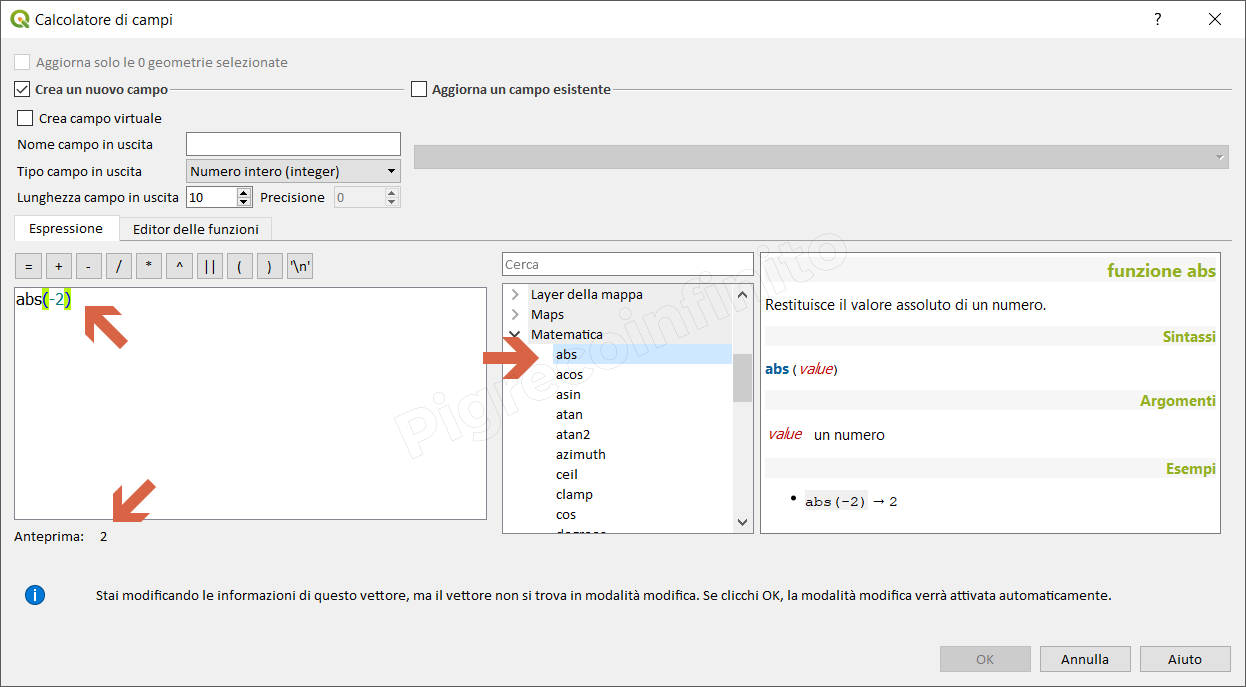 Calcolatore di campi
?
Aggiorna solo le 0 geometrie selezionate
Crea un nuovo campo
Aggiorna un campo esistente
Crea campo virtuale
Nome campo in uscita
Tipo campo in uscita
Numero intero (integer)
Lunghezza campo in uscita 10 Precisione 0
Espressione Editor delle funzioni
= + - / * ^ || ( ) '\n'
abs(-2)
Anteprima: 2
Cerca
Layer della mappa
Maps
Matematica
abs
acos
asin
atan
atan2
azimuth
ceil
clamp
cos
degrees
funzione abs
Restituisce il valore assoluto di un numero.
Sintassi
abs (value)
Argomenti
value un numero
Esempi
• abs(-2) → 2
Pigrecoinfinito
Stai modificando le informazioni di questo vettore, ma il vettore non si trova in modalità modifica. Se clicchi OK, la modalità modifica verrà attivata automaticamente.
OK Annulla Aiuto